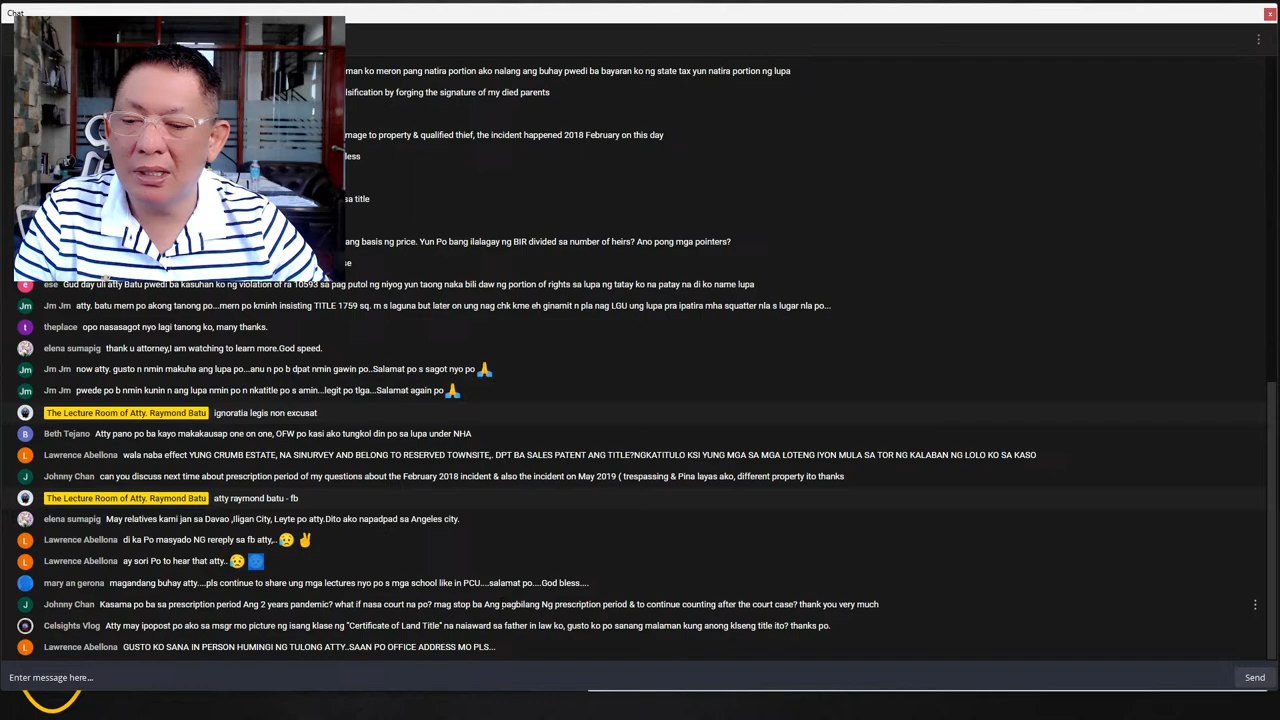 Chat
man ko meron pang natira portion ako nalang ang buhay pwedi ba bayaran ko ng state tax yun natira portion ng lupa
lsification by forging the signature of my died parents
mage to property & qualified thief, the incident happened 2018 February on this day
less
sa title
ang basis ng price. Yun Po bang ilalagay ng BIR divided sa number of heirs? Ano pong mga pointers?
se
e ese Gud day uli atty Batu pwedi ba kasuhan ko ng violation of ra 10593 sa pag putol ng niyog yun taong naka bili daw ng portion of rights sa lupa ng tatay ko na patay na di ko name lupa
Jm Jm Jm atty. batu mern po akong tanong po...mern po kminh insisting TITLE 1759 sq. m s laguna but later on ung nag chk kme eh ginamit n pla nag LGU ung lupa pra ipatira mha squatter nla s lugar nla po...
t theplace opo nasasagot nyo lagi tanong ko, many thanks.
elena sumapig thank u attorney,I am watching to learn more.God speed.
Jm Jm Jm now atty. gusto n nmin makuha ang lupa po...anu n po b dpat nmin gawin po..Salamat po s sagot nyo po 🙏
Jm Jm Jm pwede po b nmin kunin n ang lupa nmin po n nkatitle po s amin...legit po tlga...Salamat again po 🙏
The Lecture Room of Atty. Raymond Batu ignoratia legis non excusat
B Beth Tejano Atty pano po ba kayo makakausap one on one, OFW po kasi ako tungkol din po sa lupa under NHA
L Lawrence Abellona wala naba effect YUNG CRUMB ESTATE, NA SINURVEY AND BELONG TO RESERVED TOWNSITE,. DPT BA SALES PATENT ANG TITLE?NGKATITULO KSI YUNG MGA SA MGA LOTENG IYON MULA SA TOR NG KALABAN NG LOLO KO SA KASO
J Johnny Chan can you discuss next time about prescription period of my questions about the February 2018 incident & also the incident on May 2019 ( trespassing & Pina layas ako, different property ito thanks
The Lecture Room of Atty. Raymond Batu atty raymond batu - fb
elena sumapig May relatives kami jan sa Davao ,Iligan City, Leyte po atty.Dito ako napadpad sa Angeles city.
L Lawrence Abellona di ka Po masyado NG rereply sa fb atty,.. 😥 ✌
L Lawrence Abellona ay sori Po to hear that atty.. 😥
mary an gerona magandang buhay atty....pls continue to share ung mga lectures nyo po s mga school like in PCU....salamat po....God bless....
J Johnny Chan Kasama po ba sa prescription period Ang 2 years pandemic? what if nasa court na po? mag stop ba Ang pagbilang Ng prescription period & to continue counting after the court case? thank you very much
Celsights Vlog Atty may ipopost po ako sa msgr mo picture ng isang klase ng "Certificate of Land Title" na naiaward sa father in law ko, gusto ko po sanang malaman kung anong klseng title ito? thanks po.
L Lawrence Abellona GUSTO KO SANA IN PERSON HUMINGI NG TULONG ATTY..SAAN PO OFFICE ADDRESS MO PLS...
Enter message here...
Send